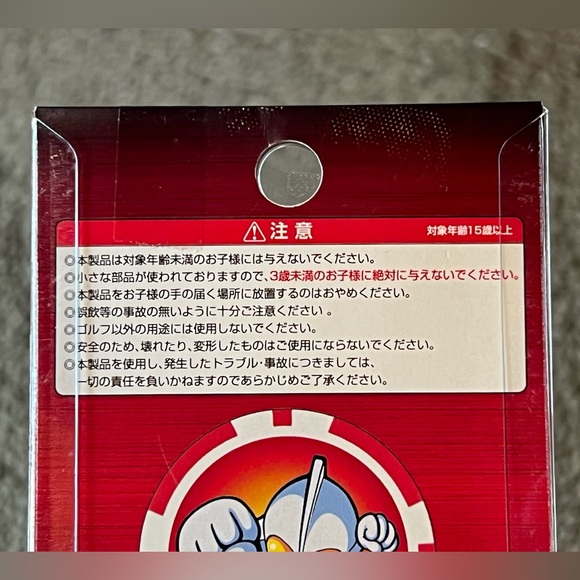 ⚠注意
対象年齢15歳以上
◎本製品は対象年齢未満のお子様には与えないでください。
◎小さな部品が使われておりますので、3歳未満のお子様に絶対に与えないでください。
◎本製品をお子様の手の届く場所に放置するのはおやめください。
◎誤飲等の事故の無いように十分ご注意ください 。
◎ゴルフ以外の用途には使用しないでください。
◎安全のため、壊れたり、変形したものはご使用にならないでください。
◎本製品を使用し、発生したトラブル・事故につきましては、
一切の責任を負いかねますのであらかじめご了承ください。